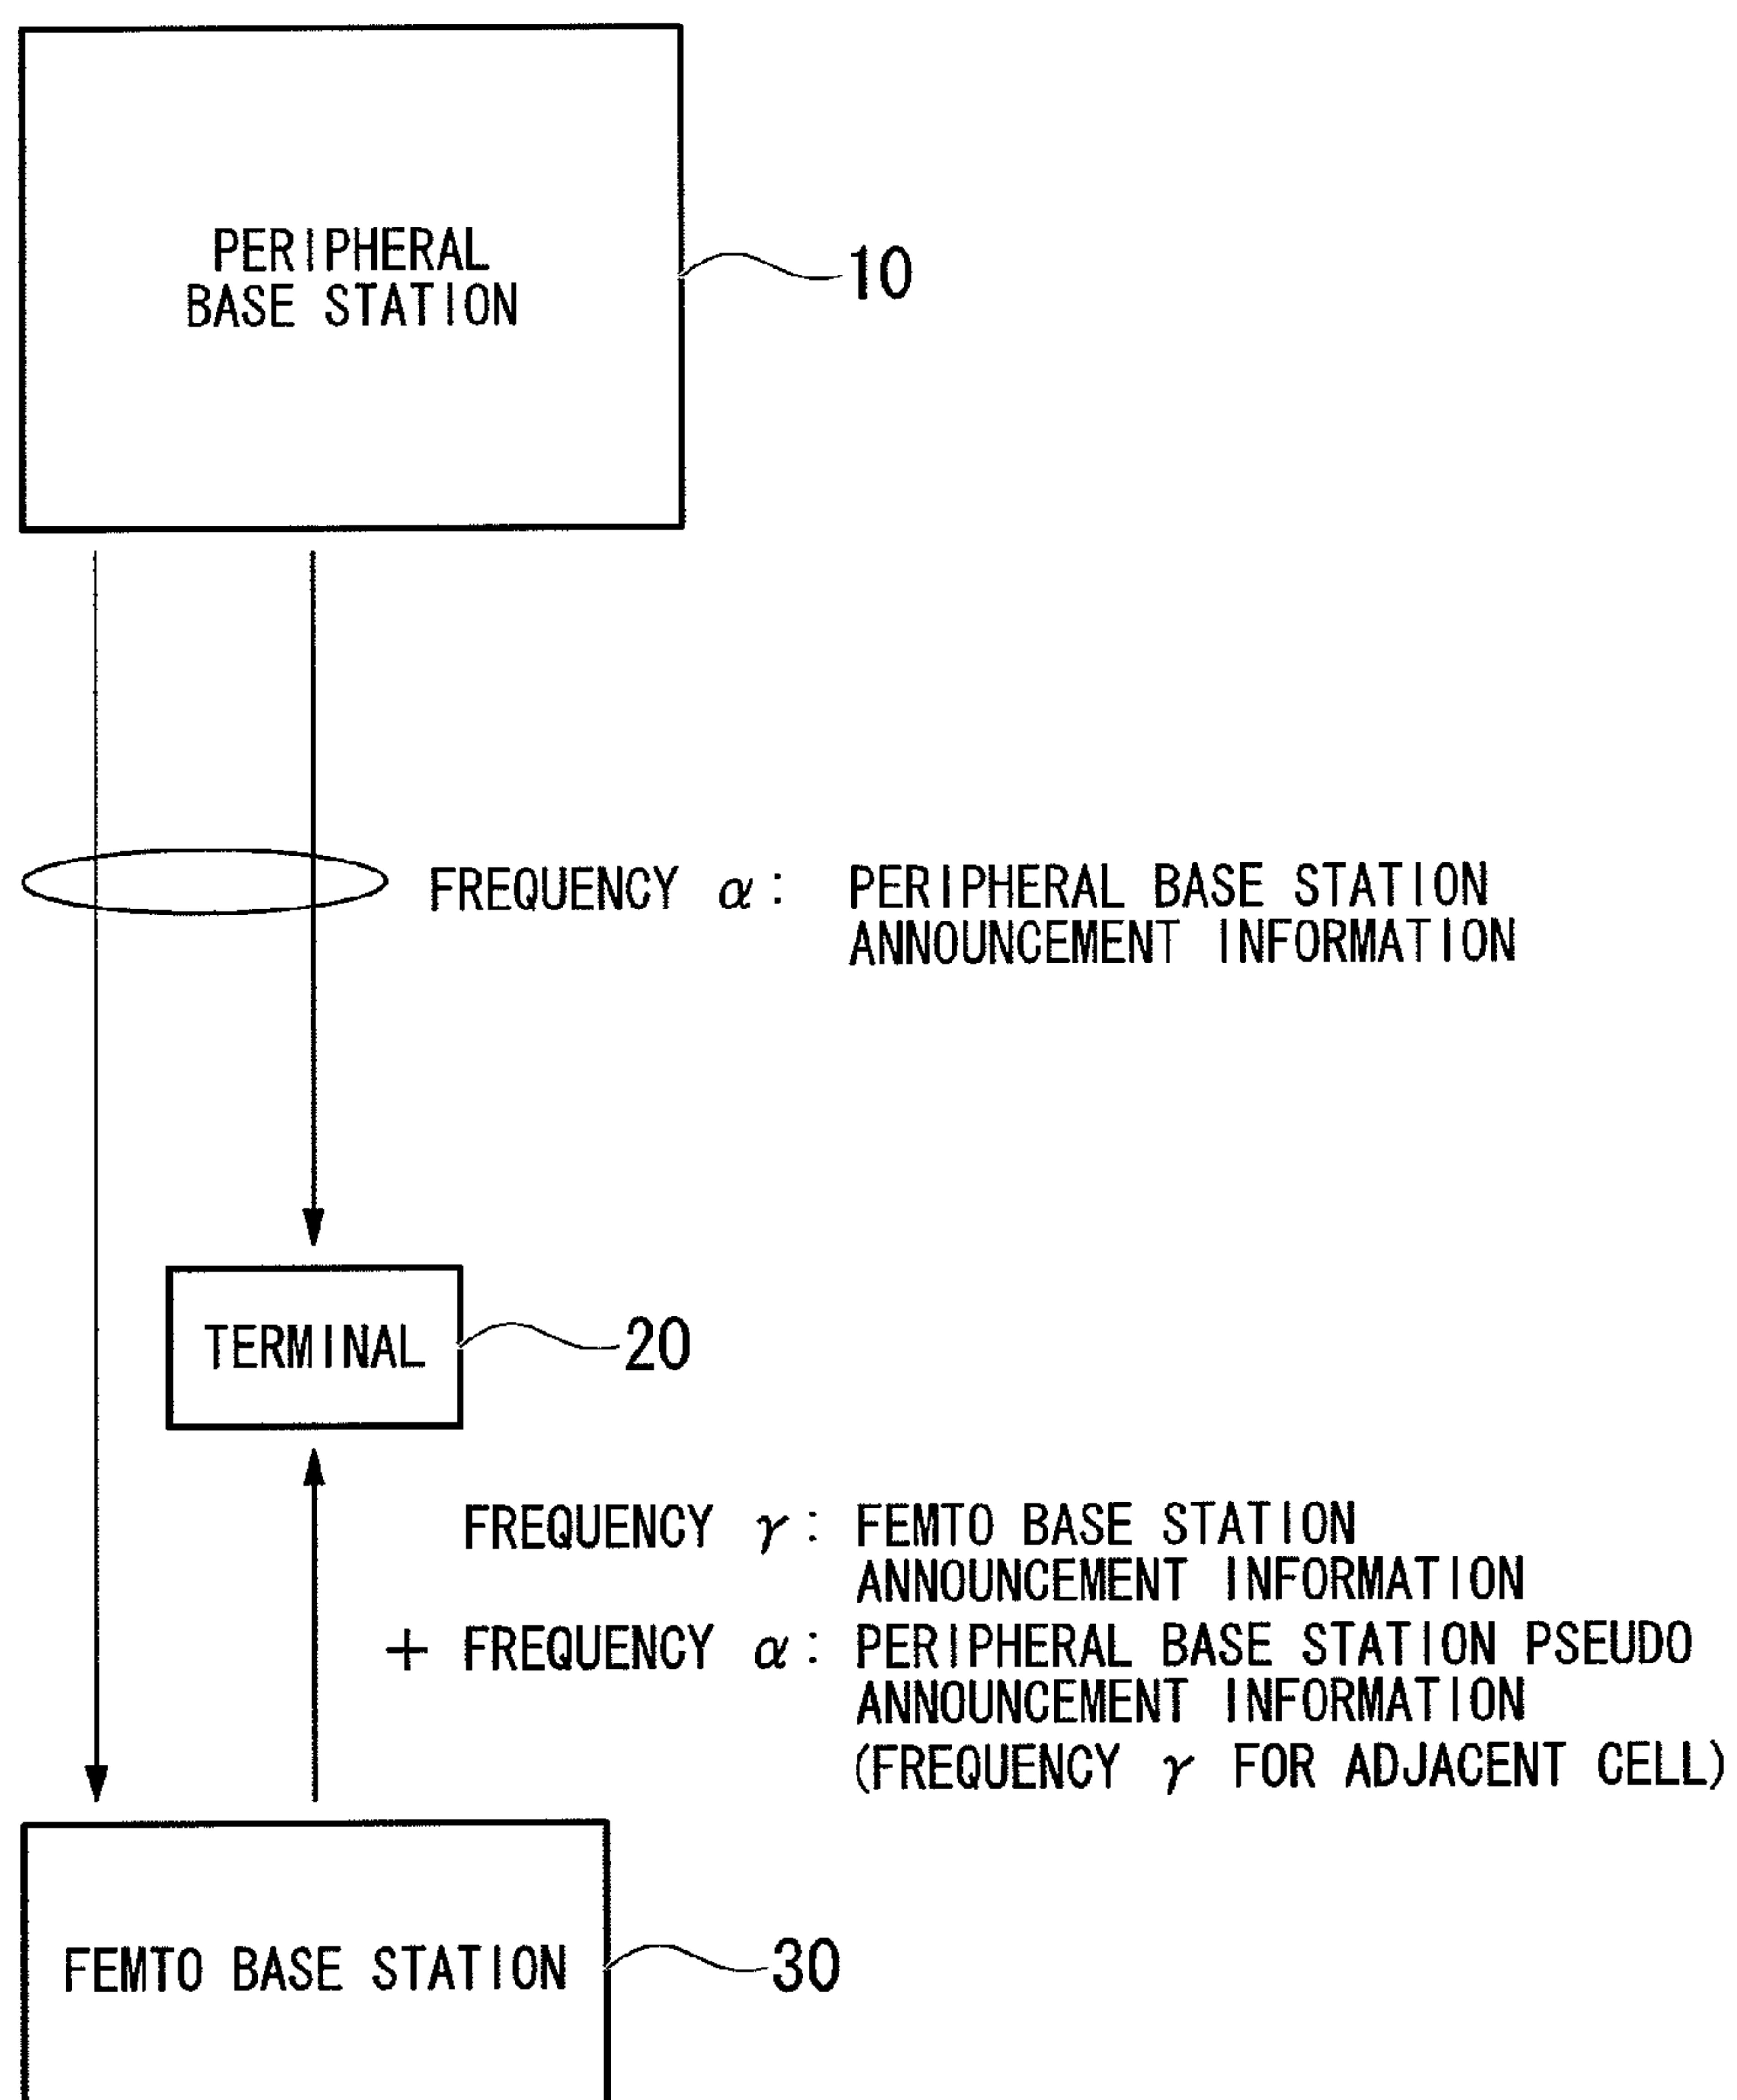 PERIPHERAL
BASE STATION
10
FREQUENCY α: PERIPHERAL BASE STATION
ANNOUNCEMENT INFORMATION
TERMINAL
20
FREQUENCY γ: FEMTO BASE STATION
ANNOUNCEMENT INFORMATION
+ FREQUENCY α: PERIPHERAL BASE STATION PSEUDO
ANNOUNCEMENT INFORMATION
(FREQUENCY γ FOR ADJACENT CELL)
FEMTO BASE STATION
30